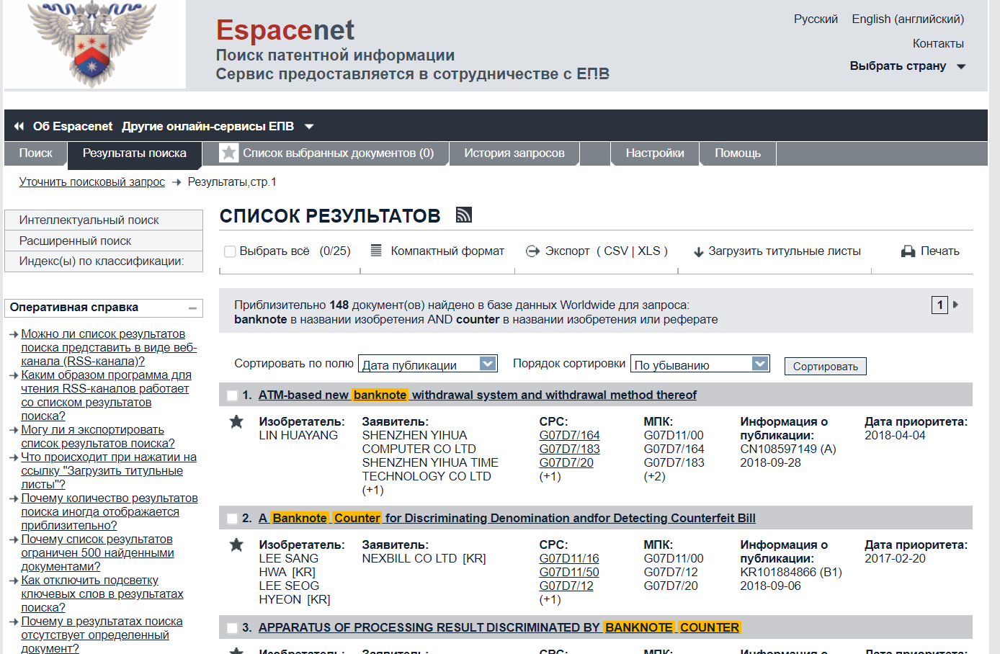 Espacenet
Поиск патентной информации
Сервис предоставляется в сотрудничестве с ЕПВ
Русский English (английский)
Контакты
Выбрать страну
Об Espacenet Другие онлайн-сервисы ЕПВ
Поиск Результаты поиска Список выбранных документов (0) История запросов Настройки Помощь
Уточнить поисковый запрос → Результаты,стр.1
Интеллектуальный поиск
Расширенный поиск
Индекс(ы) по классификации:
Оперативная справка
Можно ли список результатов
поиска представить в виде веб-
канала (RSS-канала)?
Каким образом программа для
чтения RSS-каналов работает
со списком результатов
поиска?
Могу ли я экспортировать
список результатов поиска?
Что происходит при нажатии на
ссылку "Загрузить титульные
листы"?
Почему количество результатов
поиска иногда отображается
приблизительно?
Почему список результатов
ограничен 500 найденными
документами?
Как отключить подсветку
ключевых слов в результатах
поиска?
Почему в результатах поиска
отсутствует определенный
документ?
СПИСОК РЕЗУЛЬТАТОВ
Выбрать всё (0/25) Компактный формат Экспорт ( CSV | XLS ) Загрузить титульные листы Печать
Приблизительно 148 документ(ов) найдено в базе данных Worldwide для запроса:
banknote в названии изобретения AND counter в названии изобретения или реферате
1
Сортировать по полю Дата публикации Порядок сортировки По убыванию Сортировать
1. ATM-based new banknote withdrawal system and withdrawal method thereof
Изобретатель:
LIN HUAYANG
Заявитель:
SHENZHEN YIHUA
COMPUTER CO LTD
SHENZHEN YIHUA TIME
TECHNOLOGY CO LTD
(+1)
CPC:
G07D7/164
G07D7/183
G07D7/20
(+1)
МПК:
G07D11/00
G07D7/164
G07D7/183
(+2)
Информация о
публикации:
CN108597149 (A)
2018-09-28
Дата приоритета:
2018-04-04
2. A Banknote Counter for Discriminating Denomination andfor Detecting Counterfeit Bill
Изобретатель:
LEE SANG
HWA [KR]
LEE SEOG
HYEON [KR]
Заявитель:
NEXBILL CO LTD [KR]
CPC:
G07D11/16
G07D11/50
G07D7/12
(+1)
МПК:
G07D11/00
G07D7/12
G07D7/20
Информация о
публикации:
KR101884866 (B1)
2018-09-06
Дата приоритета:
2017-02-20
3. APPARATUS OF PROCESSING RESULT DISCRIMINATED BY BANKNOTE COUNTER
Изобретатель: Заявитель: CPC: МПК: Информация о Дата приоритета: